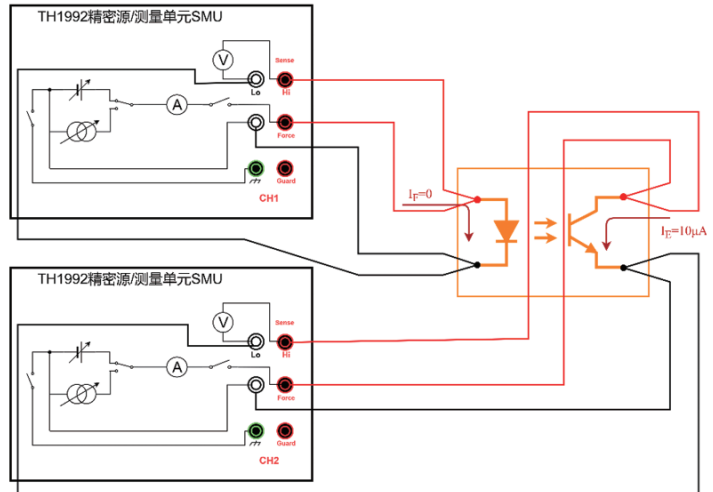 TH1992精密源/测量单元SMU
V
Sense
Lo
Hi
A
Force
Guard
CH1
I_F=0
I_E=10μA
TH1992精密源/测量单元SMU
V
Sense
Lo
Hi
A
Force
Guard
CH2